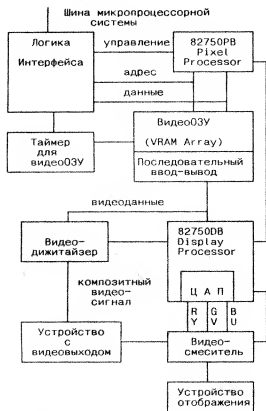 Шина микропроцессорной
системы
Логика
Интерфейса
управление
82750PB
Pixel
Processor
адрес
данные
Таймер
для
видеоОЗУ
ВидеоОЗУ
(VRAM Array)
Последовательный
ввод-вывод
видеоданные
Видео-
дижитайзер
82750DB
Display
Processor
композитный
видео-
сигнал
Ц А П
R G B
Y V U
Устройство
с
видеовыходом
Видео-
смеситель
Устройство
отображения